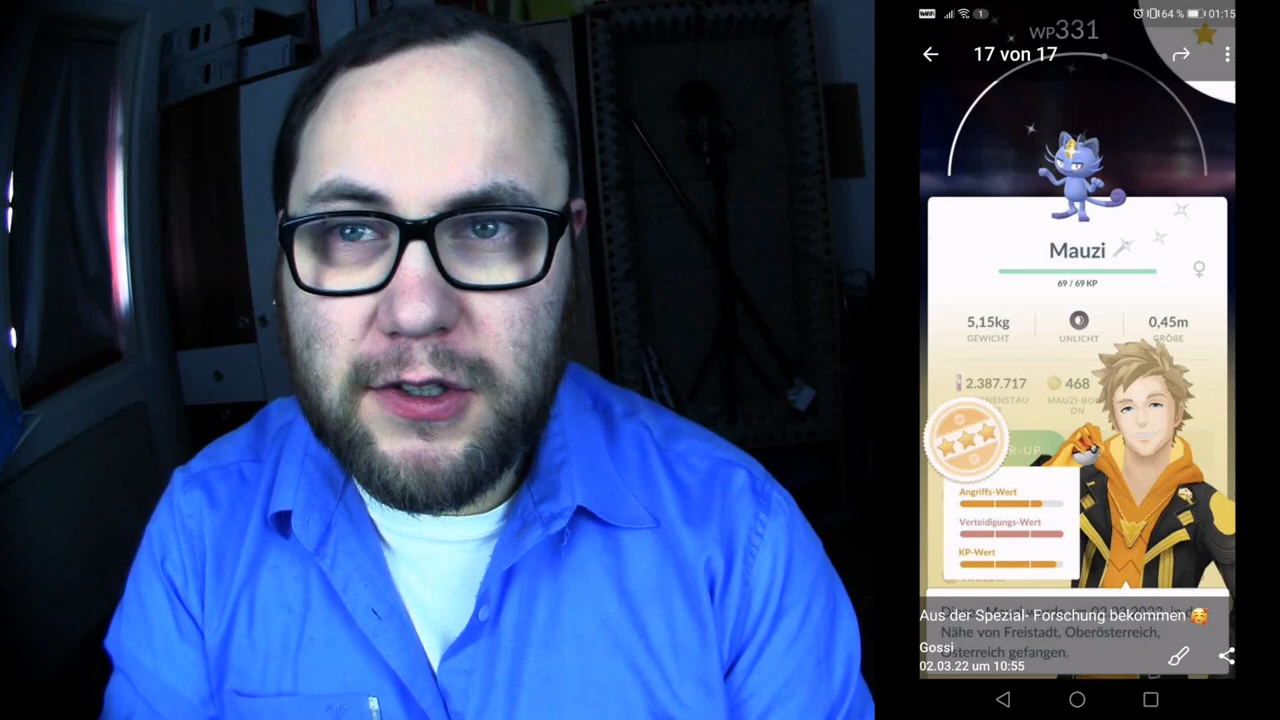 64 %
01:15
WP331
17 von 17
Mauzi
69 / 69 KP
5,15kg
GEWICHT
UNLICHT
0,45m
GRÖßE
2.387.717
468
Angriffs-Wert
Verteidigungs-Wert
KP-Wert
Aus der Spezial- Forschung bekommen 🥰
Nähe von Freistadt, Oberösterreich,
Gossi
Österreich gefangen.
02.03.22 um 10:55